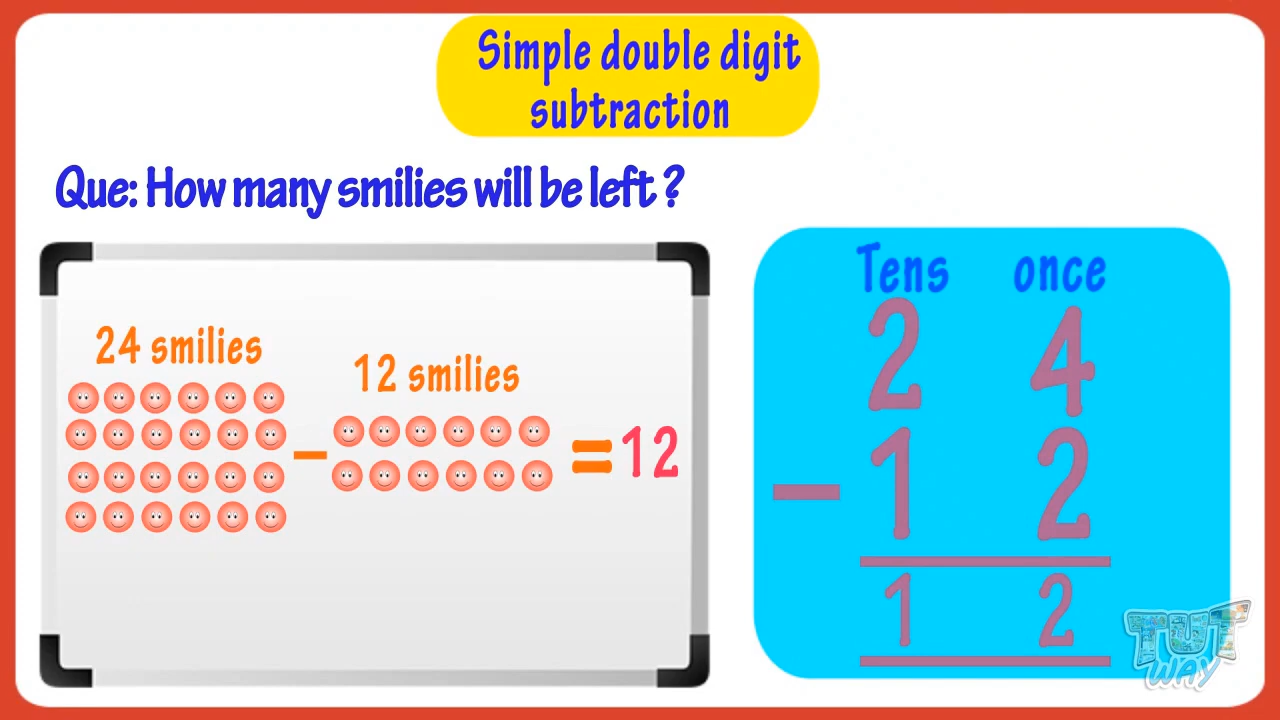 Simple double digit
subtraction
Que: How many smilies will be left ?
24 smilies
12 smilies
– = 12
Tens once
2 4
– 1 2
1 2
TUT
WAY